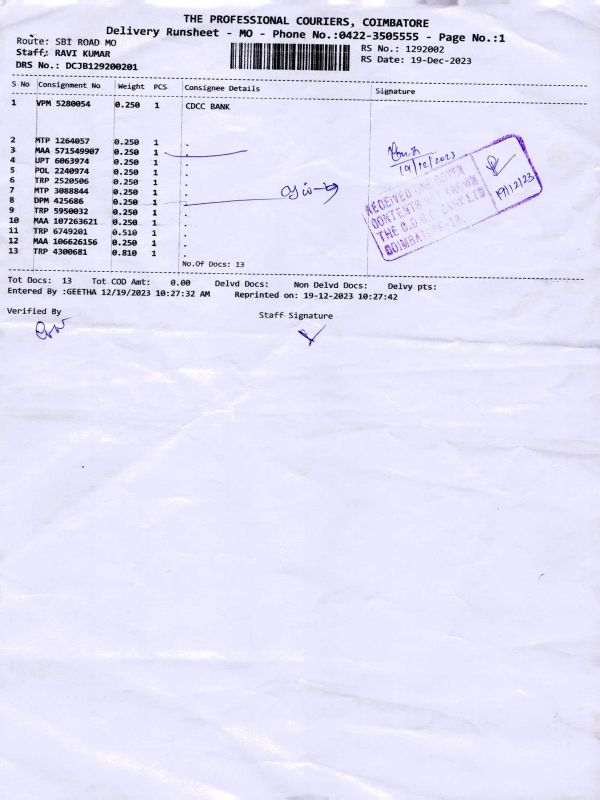 THE PROFESSIONAL COURIERS, COIMBATORE
Delivery Runsheet - MO - Phone No.:0422-3505555 - Page No.:1
Route: SBI ROAD MO
Staff: RAVI KUMAR
DRS No.: DCJB129200201
RS No.: 1292002
RS Date: 19-Dec-2023
S No Consignment No Weight PCS Consignee Details Signature
1 VPM 5280054 0.250 1 CDCC BANK
2 MTP 1264057 0.250 1 .
3 MAA 571549907 0.250 1 .
4 UPT 6063974 0.250 1 .
5 POL 2240974 0.250 1 .
6 TRP 2520506 0.250 1 .
7 MTP 3088844 0.250 1 .
8 DPM 425686 0.250 1 .
9 TRP 5950032 0.250 1 .
10 MAA 107263621 0.250 1 .
11 TRP 6749201 0.510 1 .
12 MAA 106626156 0.250 1 .
13 TRP 4300681 0.810 1 .
No.Of Docs: 13
19/12/2023
RECEIVED THE COVER
CONTENTS UNKNOWN
THE C.D.C.C. BANK LTD
COIMBATORE-18
19/12/23
Tot Docs: 13 Tot COD Amt: 0.00 Delvd Docs: Non Delvd Docs: Delvy pts:
Entered By :GEETHA 12/19/2023 10:27:32 AM Reprinted on: 19-12-2023 10:27:42
Verified By
Staff Signature